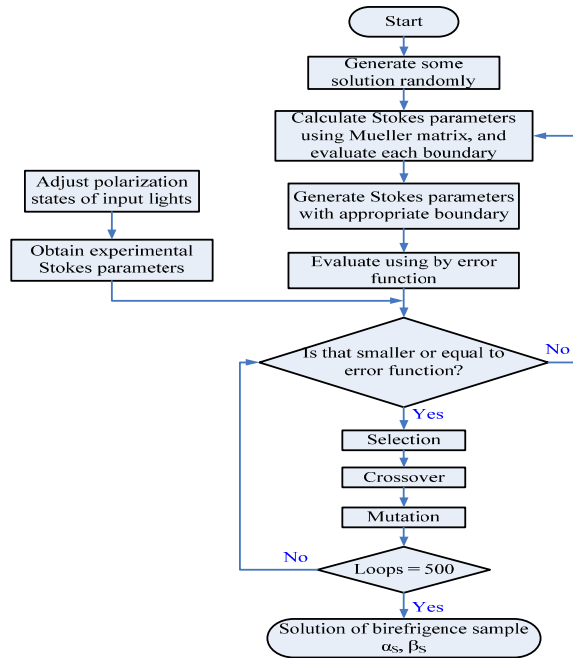 Start
Generate some
solution randomly
Calculate Stokes parameters
using Mueller matrix, and
evaluate each boundary
Adjust polarization
states of input lights
Generate Stokes parameters
with appropriate boundary
Obtain experimental
Stokes parameters
Evaluate using by error
function
Is that smaller or equal to
error function?
No
Yes
Selection
Crossover
Mutation
No
Loops = 500
Yes
Solution of birefrigence sample
αS, βS